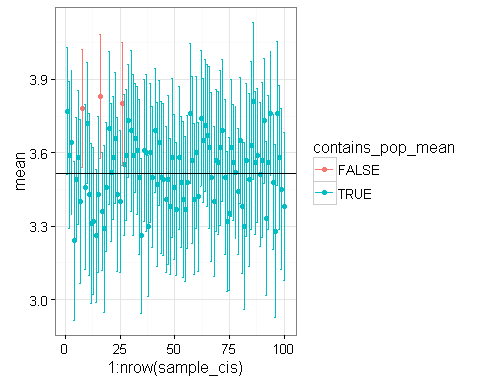 mean
3.9
3.6
3.3
3.0
0
25
50
75
100
1:nrow(sample_cis)
contains_pop_mean
FALSE
TRUE